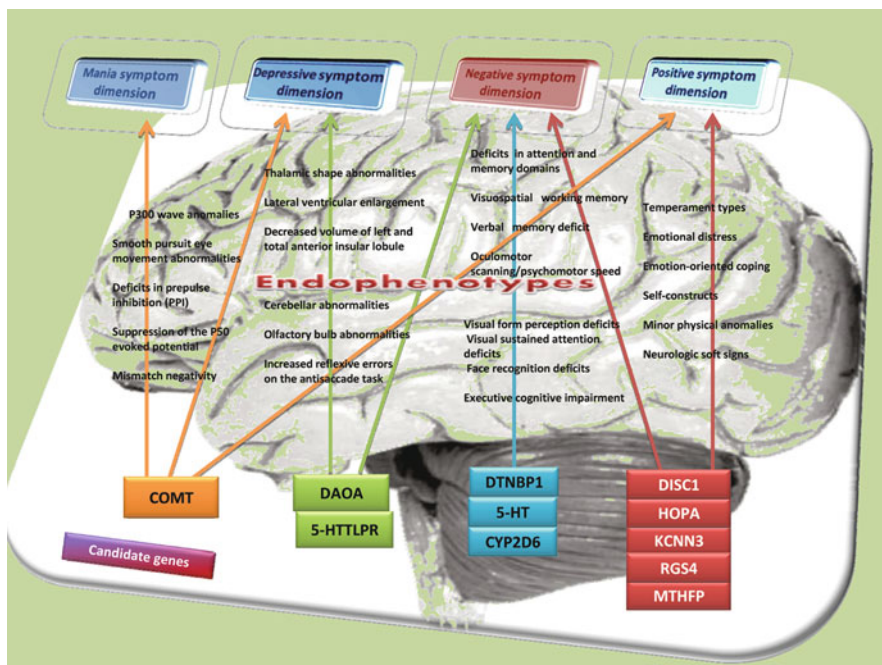 Mania symptom
dimension
Depressive symptom
dimension
Negative symptom
dimension
Positive symptom
dimension
P300 wave anomalies
Smooth pursuit eye
movement abnormalities
Deficits in prepulse
inhibition (PPI)
Suppression of the P50
evoked potential
Mismatch negativity
Thalamic shape abnormalities
Lateral ventricular enlargement
Decreased volume of left and
total anterior insular lobule
Endophenotypes
Cerebellar abnormalities
Olfactory bulb abnormalities
Increased reflexive errors
on the antisaccade task
Deficits in attention and
memory domains
Visuospatial working memory
Verbal memory deficit
Oculomotor
scanning/psychomotor speed
Visual form perception deficits
Visual sustained attention
deficits
Face recognition deficits
Executive cognitive impairment
Temperament types
Emotional distress
Emotion-oriented coping
Self-constructs
Minor physical anomalies
Neurologic soft signs
COMT
DAOA
5-HTTLPR
DTNBP1
5-HT
CYP2D6
DISC1
HOPA
KCNN3
RGS4
MTHFP
Candidate genes